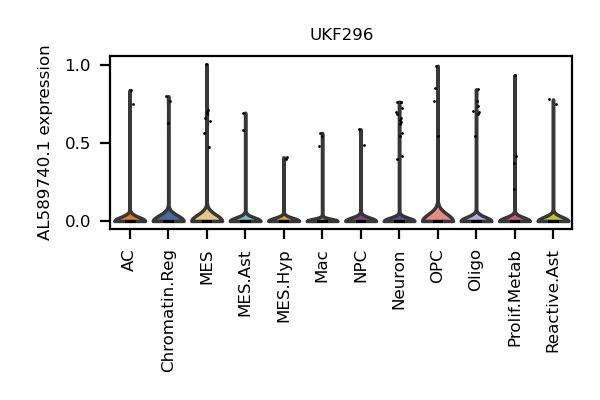 UKF296
AL589740.1 expression
1.0
0.5
0.0
AC
Chromatin.Reg
MES
MES.Ast
MES.Hyp
Mac
NPC
Neuron
OPC
Oligo
Prolif.Metab
Reactive.Ast